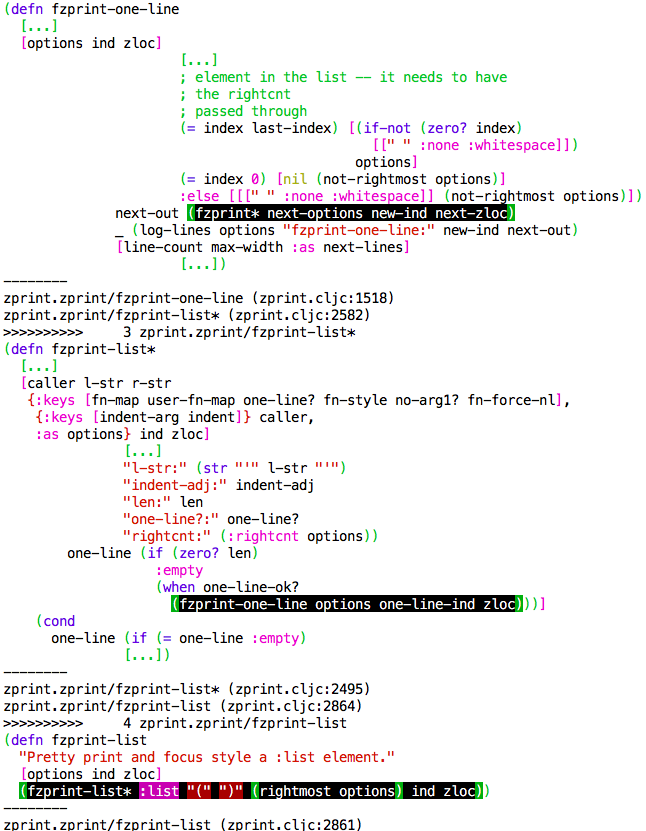 (defn fzprint-one-line
  [...]
  [options ind zloc]
                      [...]
                      ; element in the list -- it needs to have
                      ; the rightcnt
                      ; passed through
                      (= index last-index) [(if-not (zero? index)
                                              [[" " :none :whitespace]])
                                            options]
                      (= index 0) [nil (not-rightmost options)]
                      :else [[[" " :none :whitespace]] (not-rightmost options)])
              next-out (fzprint* next-options new-ind next-zloc)
              _ (log-lines options "fzprint-one-line:" new-ind next-out)
              [line-count max-width :as next-lines]
                      [...])
--------
zprint.zprint/fzprint-one-line (zprint.cljc:1518)
zprint.zprint/fzprint-list* (zprint.cljc:2582)
>>>>>>>>>>     3 zprint.zprint/fzprint-list*
(defn fzprint-list*
  [...]
  [caller l-str r-str
   {:keys [fn-map user-fn-map one-line? fn-style no-arg1? fn-force-nl],
    {:keys [indent-arg indent]} caller,
    :as options} ind zloc]
               [...]
               "l-str:" (str "'" l-str "'")
               "indent-adj:" indent-adj
               "len:" len
               "one-line?:" one-line?
               "rightcnt:" (:rightcnt options))
        one-line (if (zero? len)
                   :empty
                   (when one-line-ok?
                     (fzprint-one-line options one-line-ind zloc)))]
    (cond
      one-line (if (= one-line :empty)
               [...])
--------
zprint.zprint/fzprint-list* (zprint.cljc:2495)
zprint.zprint/fzprint-list (zprint.cljc:2864)
>>>>>>>>>>     4 zprint.zprint/fzprint-list
(defn fzprint-list
  "Pretty print and focus style a :list element."
  [options ind zloc]
  (fzprint-list* :list "(" ")" (rightmost options) ind zloc))
--------
zprint.zprint/fzprint-list (zprint.cljc:2861)